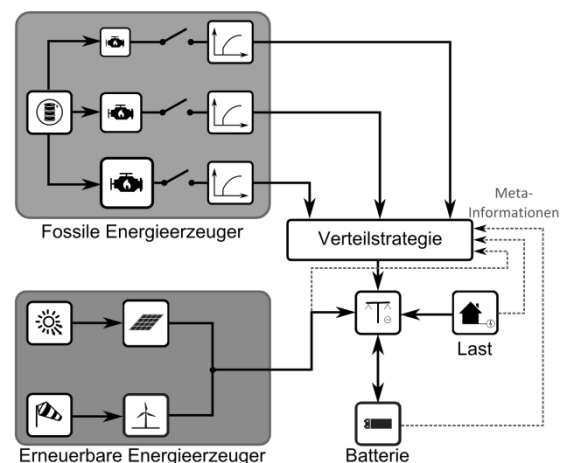 Fossile Energieerzeuger
Meta-
Informationen
Verteilstrategie
Last
Erneuerbare Energieerzeuger
Batterie